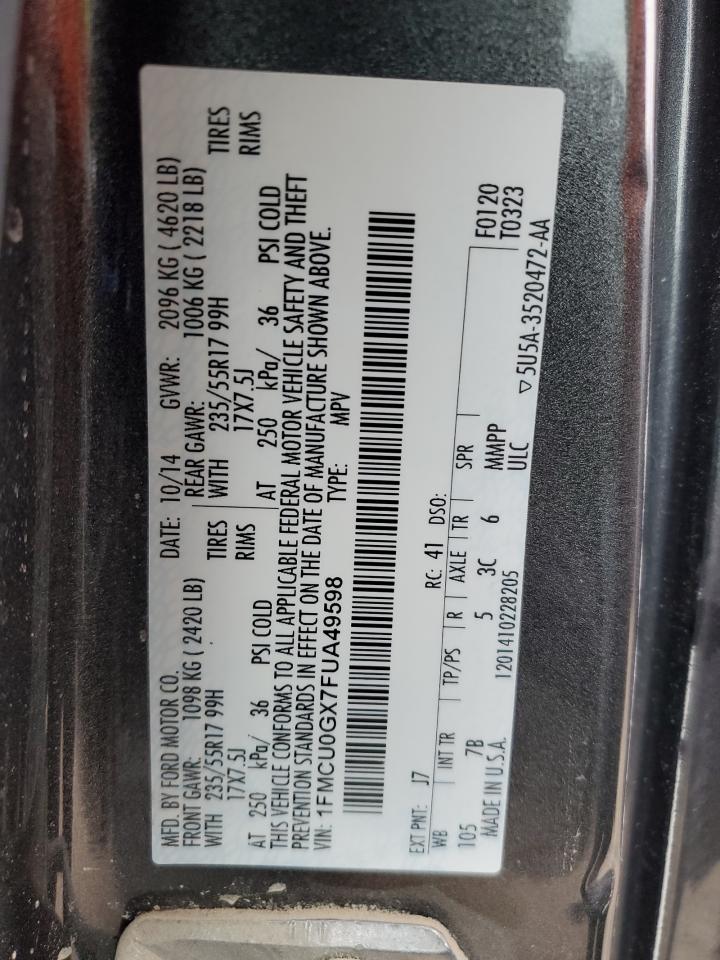 MFD. BY FORD MOTOR CO. DATE: 10/14 GVWR: 2096 KG ( 4620 LB)
FRONT GAWR: 1098 KG ( 2420 LB) REAR GAWR: 1006 KG ( 2218 LB)
WITH 235/55R17 99H TIRES WITH 235/55R17 99H TIRES
17X7.5J RIMS 17X7.5J RIMS
AT 250 kPa/ 36 PSI COLD AT 250 kPa/ 36 PSI COLD
THIS VEHICLE CONFORMS TO ALL APPLICABLE FEDERAL MOTOR VEHICLE SAFETY AND THEFT
PREVENTION STANDARDS IN EFFECT ON THE DATE OF MANUFACTURE SHOWN ABOVE.
VIN: 1FMCU0GX7FUA49598 TYPE: MPV
EXT PNT: J7 RC: 41 DSO: F0120
WB INT TR TP/PS R AXLE TR SPR T0323
105 7B 5 3C 6 MMPP
MADE IN U.S.A. 1201410228205 ULC ▽5U5A-3520472-AA